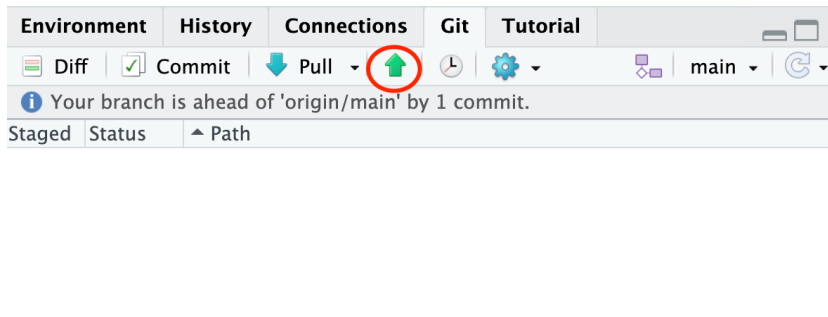 Environment History Connections Git Tutorial
Diff Commit Pull main
Your branch is ahead of 'origin/main' by 1 commit.
Staged Status Path